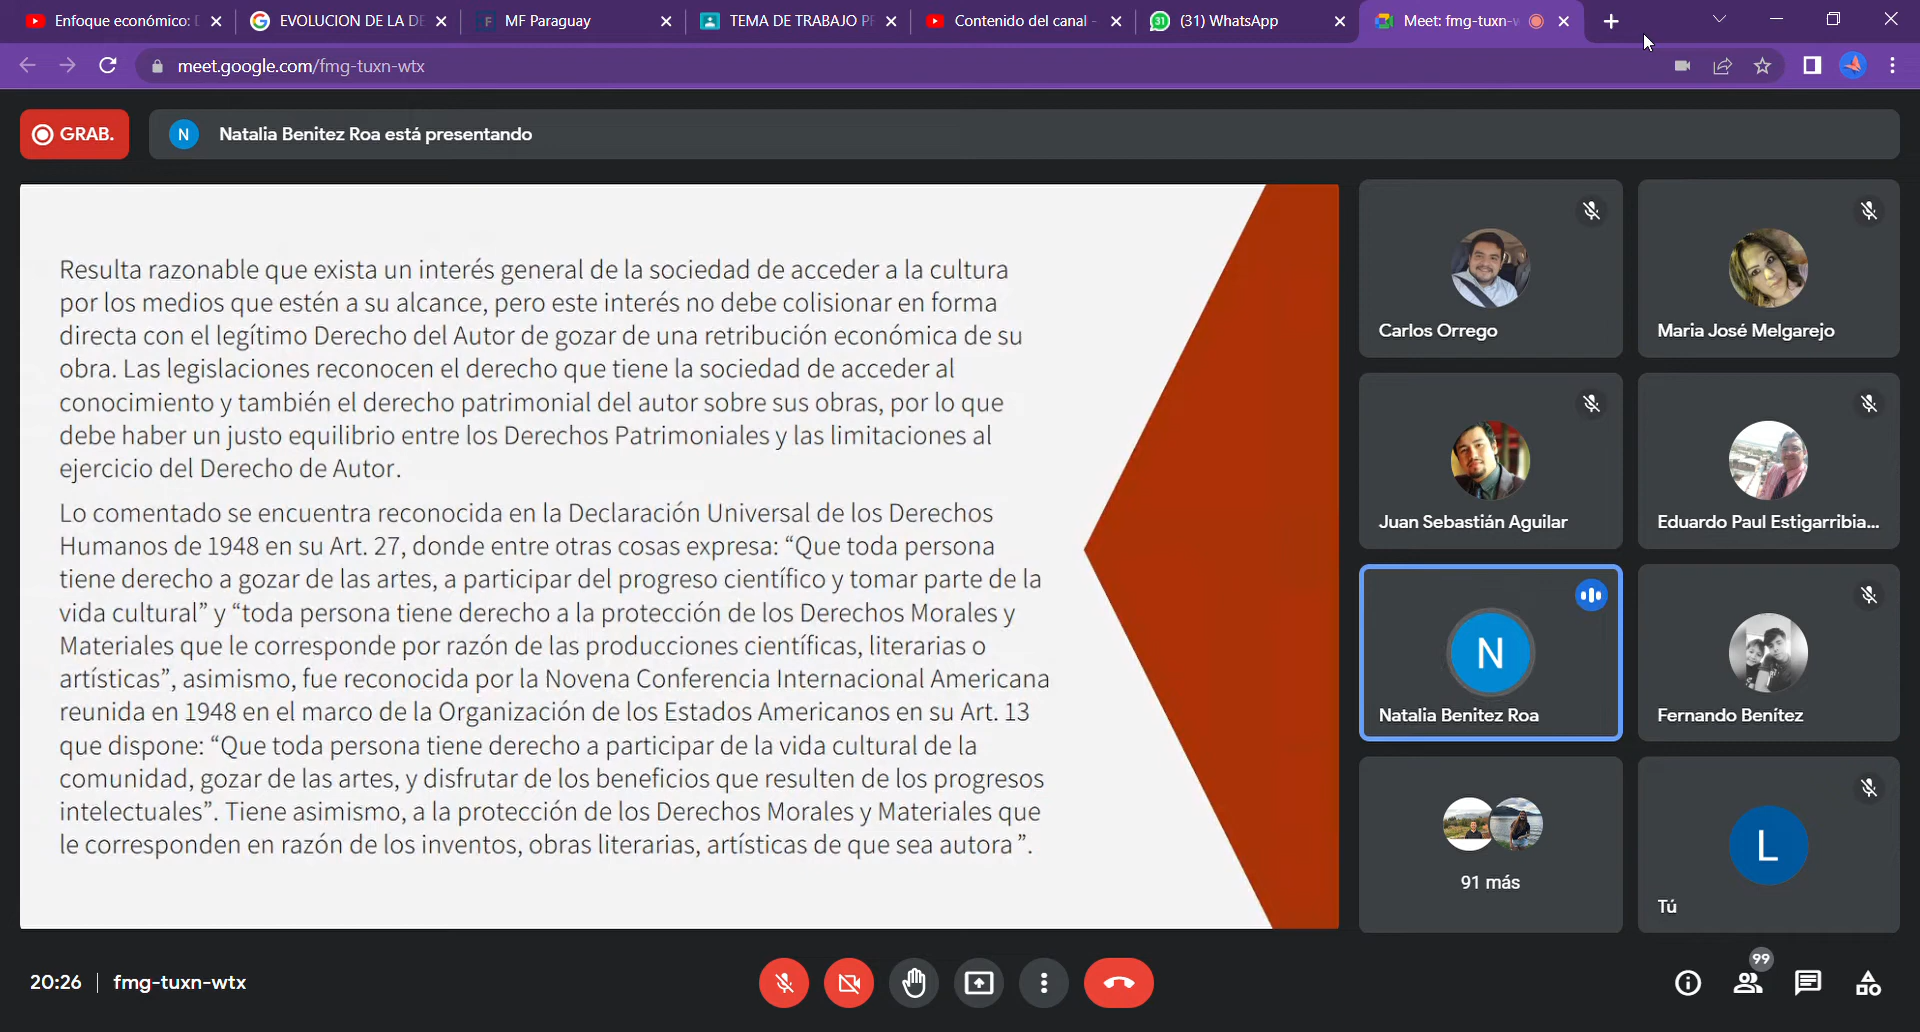 Enfoque económico: D
EVOLUCION DE LA DE
MF Paraguay
TEMA DE TRABAJO PR
Contenido del canal -
(31) WhatsApp
Meet: fmg-tuxn-w
meet.google.com/fmg-tuxn-wtx
GRAB.
N
Natalia Benitez Roa está presentando
Resulta razonable que exista un interés general de la sociedad de acceder a la cultura
por los medios que estén a su alcance, pero este interés no debe colisionar en forma
directa con el legítimo Derecho del Autor de gozar de una retribución económica de su
obra. Las legislaciones reconocen el derecho que tiene la sociedad de acceder al
conocimiento y también el derecho patrimonial del autor sobre sus obras, por lo que
debe haber un justo equilibrio entre los Derechos Patrimoniales y las limitaciones al
ejercicio del Derecho de Autor.
Lo comentado se encuentra reconocida en la Declaración Universal de los Derechos
Humanos de 1948 en su Art. 27, donde entre otras cosas expresa: “Que toda persona
tiene derecho a gozar de las artes, a participar del progreso científico y tomar parte de la
vida cultural” y “toda persona tiene derecho a la protección de los Derechos Morales y
Materiales que le corresponde por razón de las producciones científicas, literarias o
artísticas”, asimismo, fue reconocida por la Novena Conferencia Internacional Americana
reunida en 1948 en el marco de la Organización de los Estados Americanos en su Art. 13
que dispone: “Que toda persona tiene derecho a participar de la vida cultural de la
comunidad, gozar de las artes, y disfrutar de los beneficios que resulten de los progresos
intelectuales”. Tiene asimismo, a la protección de los Derechos Morales y Materiales que
le corresponden en razón de los inventos, obras literarias, artísticas de que sea autora”.
Carlos Orrego
Maria José Melgarejo
Juan Sebastián Aguilar
Eduardo Paul Estigarribia...
N
Natalia Benitez Roa
Fernando Benítez
91 más
L
Tú
20:26
fmg-tuxn-wtx
99